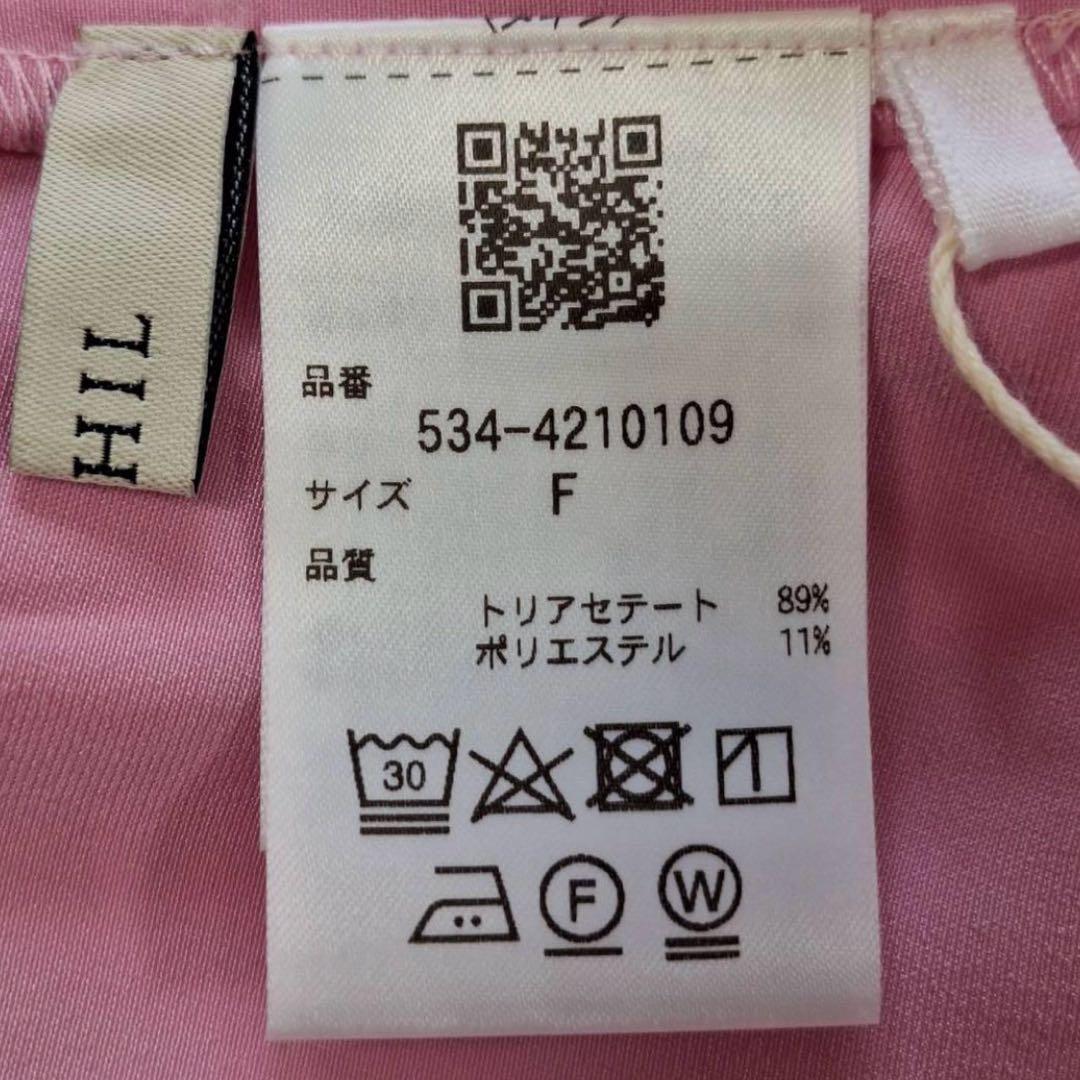 HIL
品番
534-4210109
サイズ F
品質
トリアセテート 89%
ポリエステル 11%
30
F
W